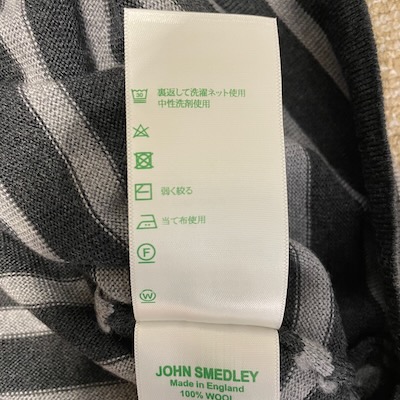 30
裏返して洗濯ネット使用
中性洗剤使用
弱く絞る
当て布使用
F
W
JOHN SMEDLEY
Made in England
100% WOOL